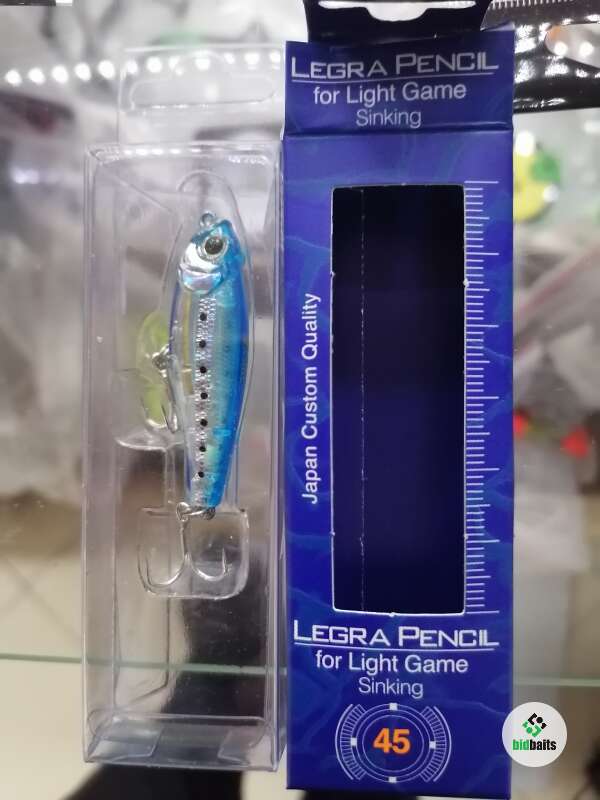 LEGRA PENCIL
for Light Game
Sinking
Japan Custom Quality
LEGRA PENCIL
for Light Game
Sinking
45
bidbaits